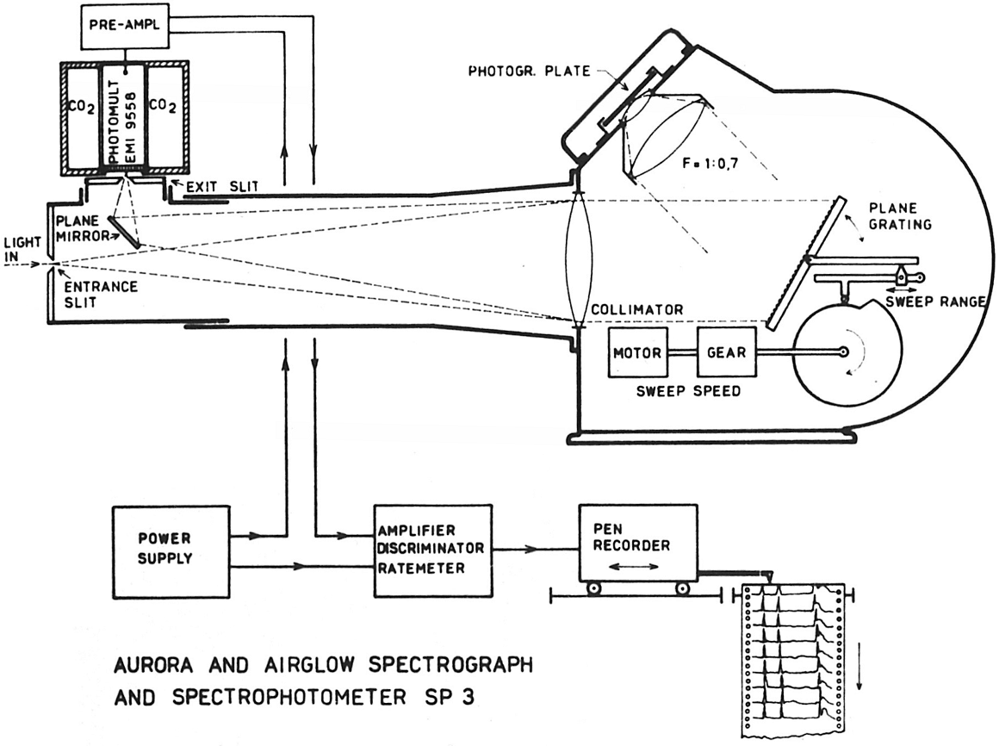 PRE-AMPL
CO2
PHOTOMULT
EMI 9558
CO2
EXIT SLIT
PLANE
MIRROR
LIGHT
IN
ENTRANCE
SLIT
PHOTOGR. PLATE
F= 1:0,7
PLANE
GRATING
SWEEP RANGE
COLLIMATOR
MOTOR
GEAR
SWEEP SPEED
POWER
SUPPLY
AMPLIFIER
DISCRIMINATOR
RATEMETER
PEN
RECORDER
AURORA AND AIRGLOW SPECTROGRAPH
AND SPECTROPHOTOMETER SP 3